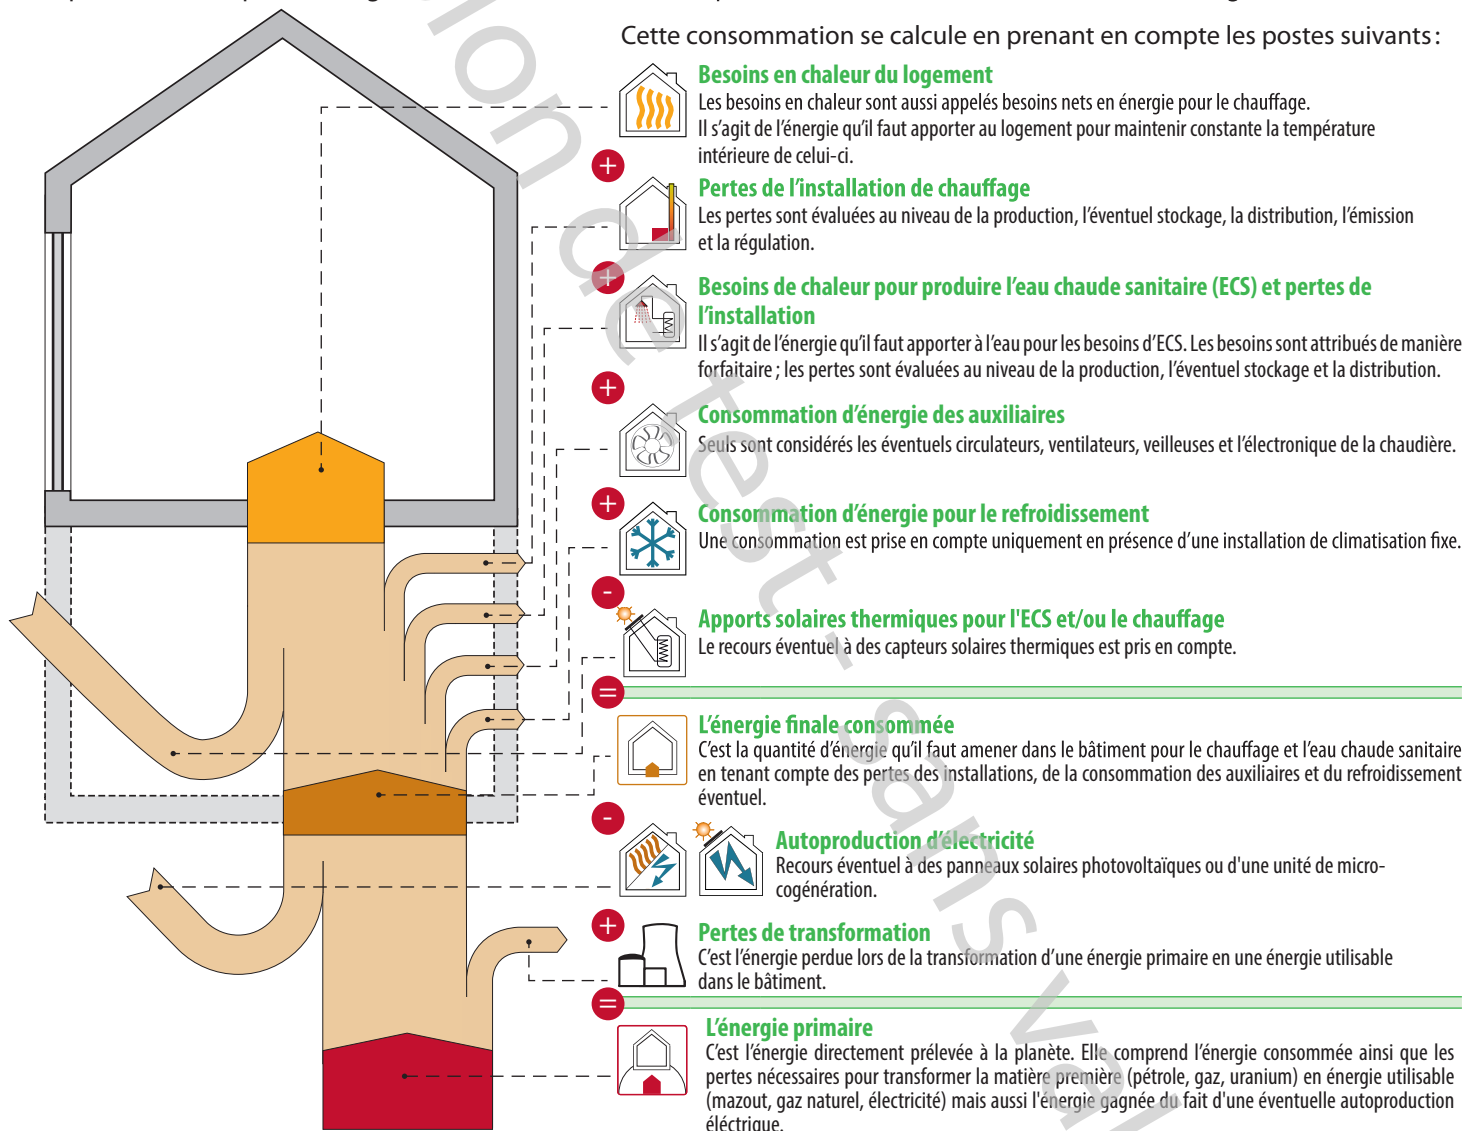 Cette consommation se calcule en prenant en compte les postes suivants :
Besoins en chaleur du logement
Les besoins en chaleur sont aussi appelés besoins nets en énergie pour le chauffage.
Il s'agit de l'énergie qu'il faut apporter au logement pour maintenir constante la température
intérieure de celui-ci.
+
Pertes de l'installation de chauffage
Les pertes sont évaluées au niveau de la production, l'éventuel stockage, la distribution, l'émission
et la régulation.
+
Besoins de chaleur pour produire l'eau chaude sanitaire (ECS) et pertes de
l'installation
Il s'agit de l'énergie qu'il faut apporter à l'eau pour les besoins d'ECS. Les besoins sont attribués de manière
forfaitaire ; les pertes sont évaluées au niveau de la production, l'éventuel stockage et la distribution.
+
Consommation d'énergie des auxiliaires
Seuls sont considérés les éventuels circulateurs, ventilateurs, veilleuses et l'électronique de la chaudière.
+
Consommation d'énergie pour le refroidissement
Une consommation est prise en compte uniquement en présence d'une installation de climatisation fixe.
-
Apports solaires thermiques pour l'ECS et/ou le chauffage
Le recours éventuel à des capteurs solaires thermiques est pris en compte.
=
L'énergie finale consommée
C'est la quantité d'énergie qu'il faut amener dans le bâtiment pour le chauffage et l'eau chaude sanitaire
en tenant compte des pertes des installations, de la consommation des auxiliaires et du refroidissement
éventuel.
-
Autoproduction d'électricité
Recours éventuel à des panneaux solaires photovoltaïques ou d'une unité de micro-
cogénération.
+
Pertes de transformation
C'est l'énergie perdue lors de la transformation d'une énergie primaire en une énergie utilisable
dans le bâtiment.
=
L'énergie primaire
C'est l'énergie directement prélevée à la planète. Elle comprend l'énergie consommée ainsi que les
pertes nécessaires pour transformer la matière première (pétrole, gaz, uranium) en énergie utilisable
(mazout, gaz naturel, électricité) mais aussi l'énergie gagnée du fait d'une éventuelle autoproduction
éléctrique.
ion de test - sans val